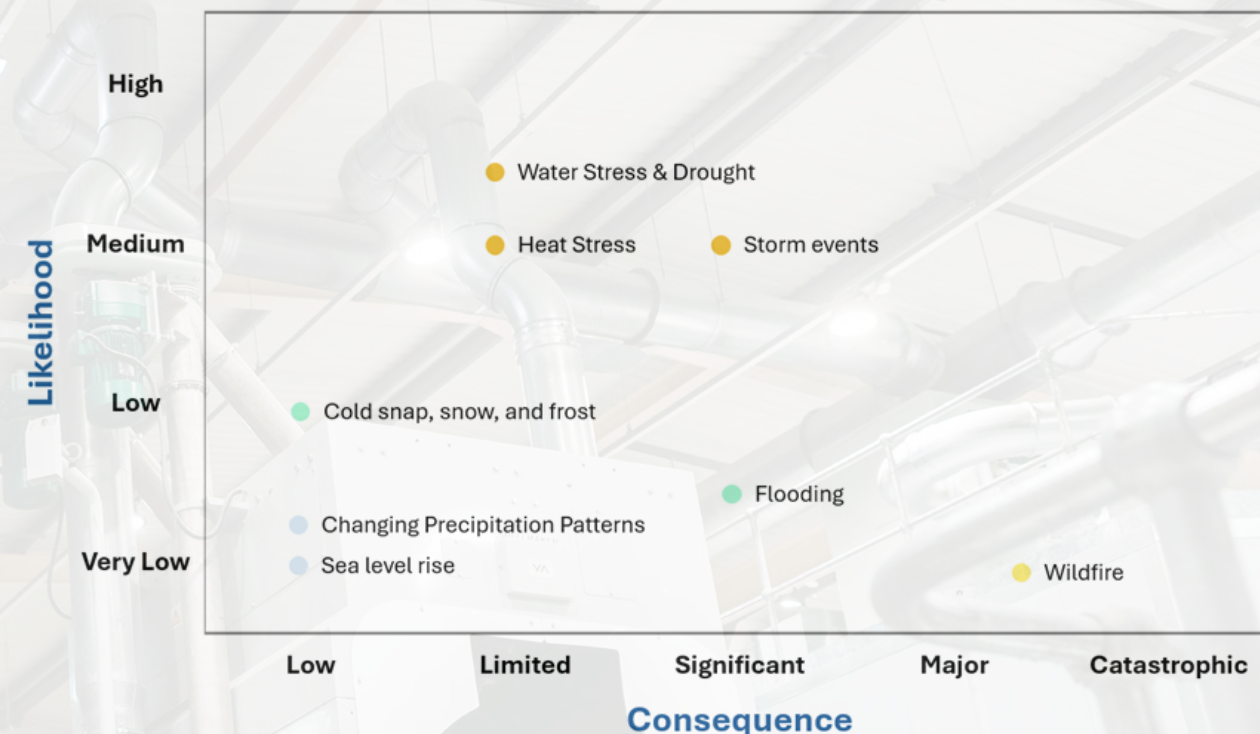 High
Water Stress & Drought
Medium
Heat Stress
Storm events
Likelihood
Low
Cold snap, snow, and frost
Flooding
Changing Precipitation Patterns
Very Low
Sea level rise
Wildfire
Low
Limited
Significant
Major
Catastrophic
Consequence